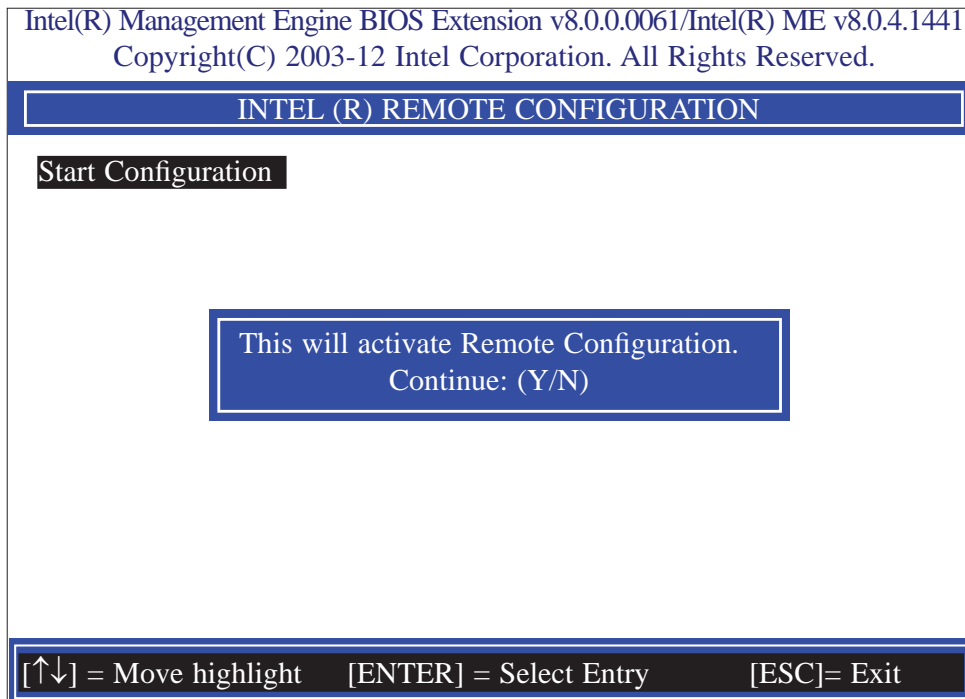 Intel(R) Management Engine BIOS Extension v8.0.0.0061/Intel(R) ME v8.0.4.1441
Copyright(C) 2003-12 Intel Corporation. All Rights Reserved.
INTEL (R) REMOTE CONFIGURATION
Start Configuration
This will activate Remote Configuration.
Continue: (Y/N)
[↑↓] = Move highlight [ENTER] = Select Entry [ESC]= Exit